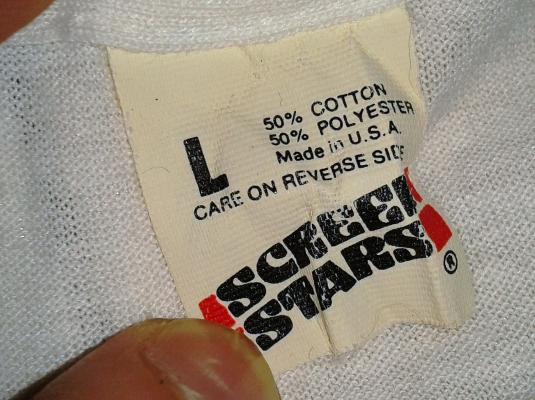 L
50% COTTON
50% POLYESTER
Made in U.S.A.
CARE ON REVERSE SIDE
SCREEN
STARS®